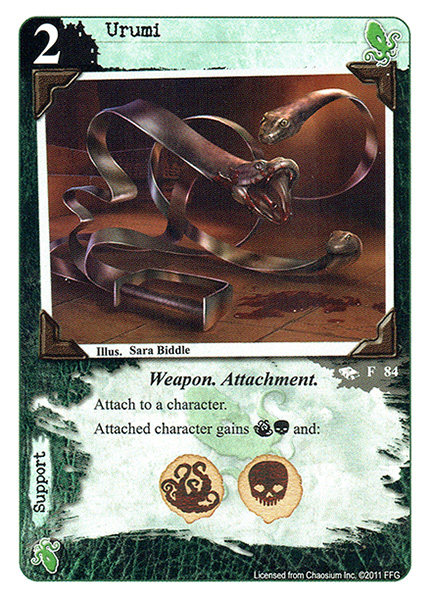 2
Urumi
Illus. Sara Biddle
F 84
Weapon. Attachment.
Attach to a character.
Attached character gains and:
Support
Licensed from Chaosium Inc. ©2011 FFG